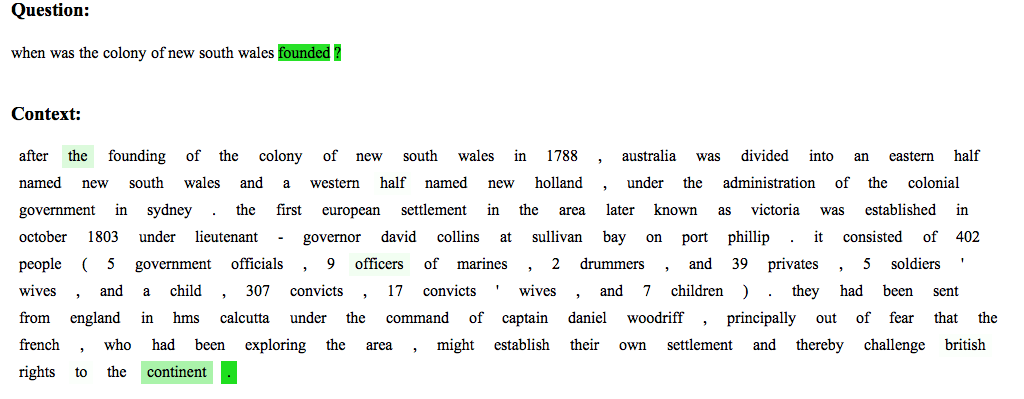 Question:
when was the colony of new south wales founded ?
Context:
after the founding of the colony of new south wales in 1788 , australia was divided into an eastern half
named new south wales and a western half named new holland , under the administration of the colonial
government in sydney . the first european settlement in the area later known as victoria was established in
october 1803 under lieutenant - governor david collins at sullivan bay on port phillip . it consisted of 402
people ( 5 government officials , 9 officers of marines , 2 drummers , and 39 privates , 5 soldiers '
wives , and a child , 307 convicts , 17 convicts ' wives , and 7 children ) . they had been sent
from england in hms calcutta under the command of captain daniel woodriff , principally out of fear that the
french , who had been exploring the area , might establish their own settlement and thereby challenge british
rights to the continent .